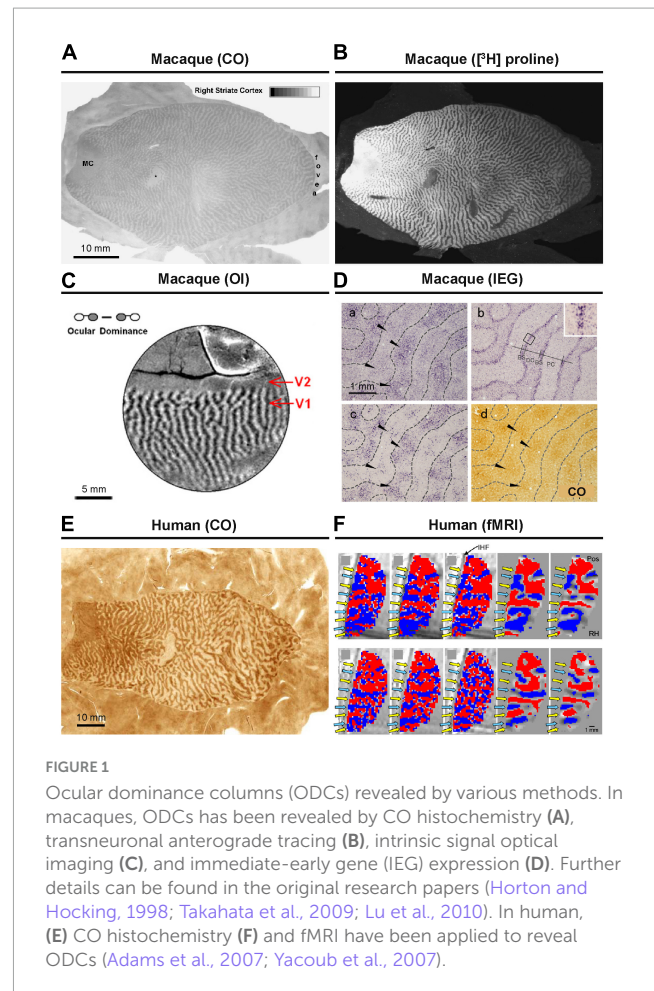 A Macaque (CO)
B Macaque ([³H] proline)
Right Striate Cortex
MC
fovea
10 mm
C Macaque (OI)
D Macaque (IEG)
Ocular Dominance
V2
V1
5 mm
a
b
1 mm
PC
c
d
CO
E Human (CO)
F Human (fMRI)
10 mm
IHF
Pos
RH
1 mm
FIGURE 1
Ocular dominance columns (ODCs) revealed by various methods. In
macaques, ODCs has been revealed by CO histochemistry (A),
transneuronal anterograde tracing (B), intrinsic signal optical
imaging (C), and immediate-early gene (IEG) expression (D). Further
details can be found in the original research papers (Horton and
Hocking, 1998; Takahata et al., 2009; Lu et al., 2010). In human,
(E) CO histochemistry (F) and fMRI have been applied to reveal
ODCs (Adams et al., 2007; Yacoub et al., 2007).